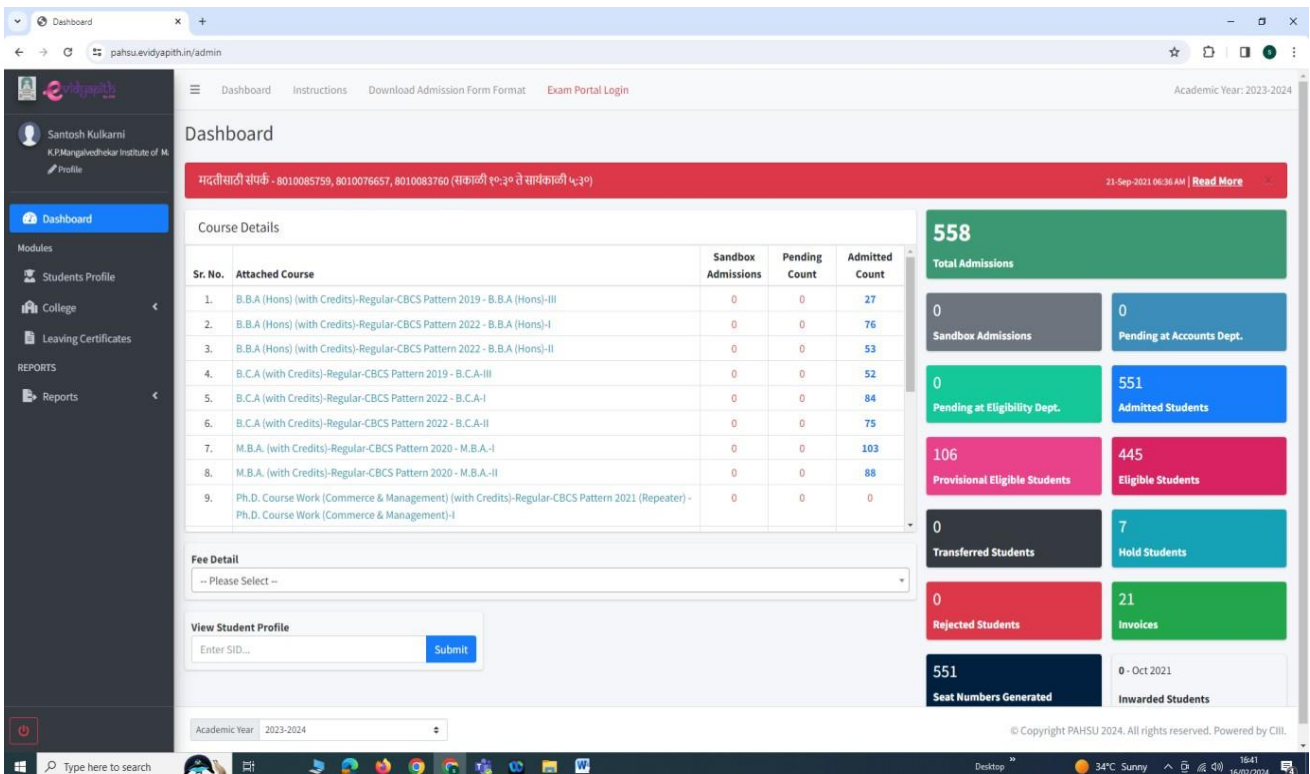 Dashboard
pahsu.evidyapith.in/admin
evidyapith
Dashboard Instructions Download Admission Form Format Exam Portal Login Academic Year: 2023-2024
Santosh Kulkarni
K.P.Mangalvedhekar Institute of M
Profile
Dashboard
Modules
Students Profile
College
Leaving Certificates
REPORTS
Reports
Dashboard
मदतीसाठी संपर्क - 8010085759, 8010076657, 8010083760 (सकाळी १०:३० ते सायंकाळी ५:३०) 21-Sep-2021 06:36 AM | Read More
Course Details
Sr. No. Attached Course Sandbox Admissions Pending Count Admitted Count
1. B.B.A (Hons) (with Credits)-Regular-CBCS Pattern 2019 - B.B.A (Hons)-III 0 0 27
2. B.B.A (Hons) (with Credits)-Regular-CBCS Pattern 2022 - B.B.A (Hons)-I 0 0 76
3. B.B.A (Hons) (with Credits)-Regular-CBCS Pattern 2022 - B.B.A (Hons)-II 0 0 53
4. B.C.A (with Credits)-Regular-CBCS Pattern 2019 - B.C.A-III 0 0 52
5. B.C.A (with Credits)-Regular-CBCS Pattern 2022 - B.C.A-I 0 0 84
6. B.C.A (with Credits)-Regular-CBCS Pattern 2022 - B.C.A-II 0 0 75
7. M.B.A. (with Credits)-Regular-CBCS Pattern 2020 - M.B.A.-I 0 0 103
8. M.B.A. (with Credits)-Regular-CBCS Pattern 2020 - M.B.A.-II 0 0 88
9. Ph.D. Course Work (Commerce & Management) (with Credits)-Regular-CBCS Pattern 2021 (Repeater) - 0 0 0
Ph.D. Course Work (Commerce & Management)-I
Fee Detail
-- Please Select --
View Student Profile
Enter SID... Submit
558
Total Admissions
0
Sandbox Admissions
0
Pending at Accounts Dept.
0
Pending at Eligibility Dept.
551
Admitted Students
106
Provisional Eligible Students
445
Eligible Students
0
Transferred Students
7
Hold Students
0
Rejected Students
21
Invoices
551
Seat Numbers Generated
0 - Oct 2021
Inwarded Students
Academic Year 2023-2024
© Copyright PAHSU 2024. All rights reserved. Powered by CIII.
Type here to search Desktop 34°C Sunny 16:41
16/02/2024